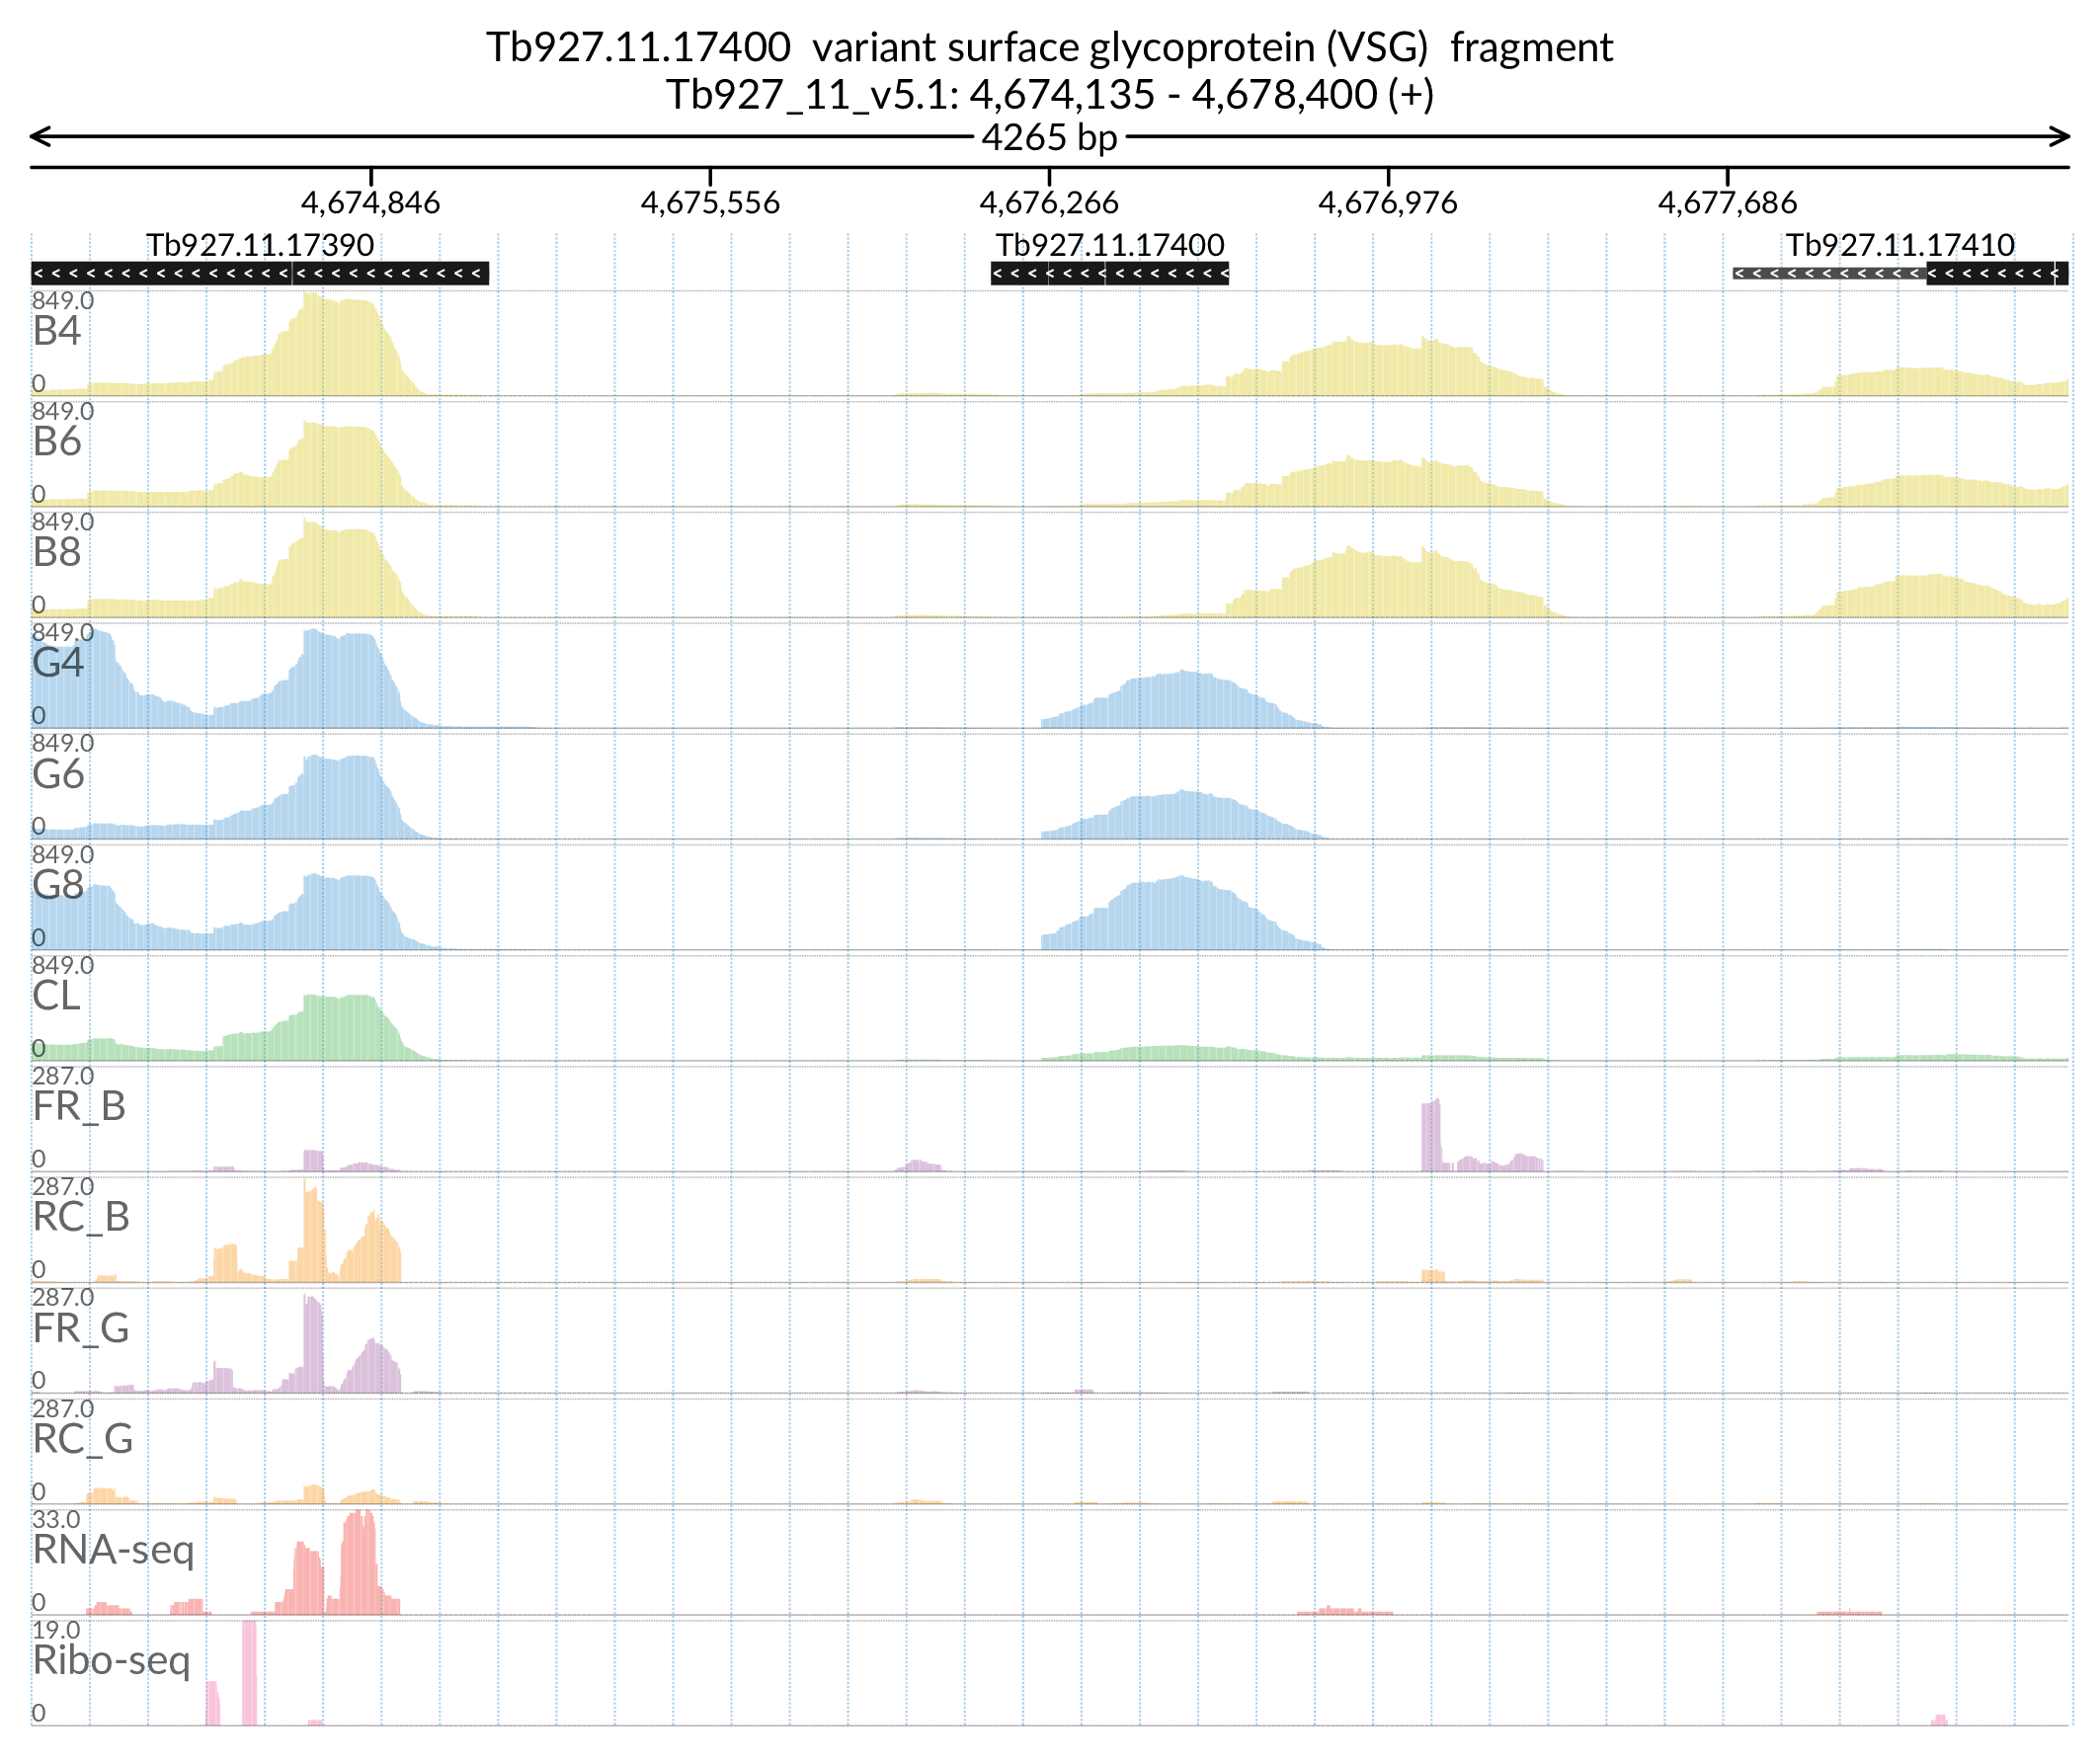 Tb927.11.17400 variant surface glycoprotein (VSG) fragment
Tb927_11_v5.1: 4,674,135 - 4,678,400 (+)
4265 bp
4,674,846 4,675,556 4,676,266 4,676,976 4,677,686
Tb927.11.17390 Tb927.11.17400 Tb927.11.17410
849.0
B4
0
849.0
B6
0
849.0
B8
0
849.0
G4
0
849.0
G6
0
849.0
G8
0
849.0
CL
0
287.0
FR_B
0
287.0
RC_B
0
287.0
FR_G
0
287.0
RC_G
0
33.0
RNA-seq
0
19.0
Ribo-seq
0